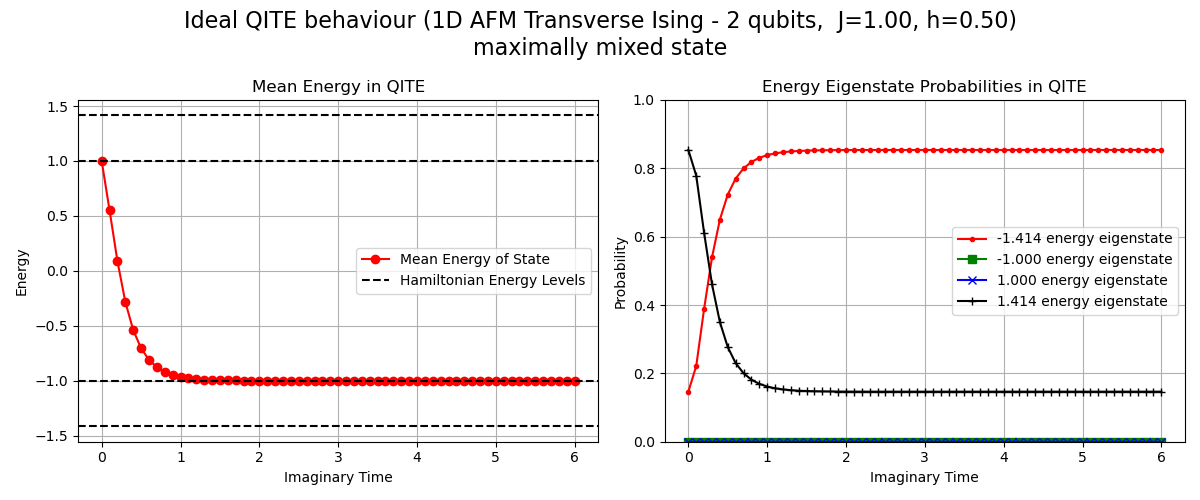 Ideal QITE behaviour (1D AFM Transverse Ising - 2 qubits,  J=1.00, h=0.50)
maximally mixed state
Mean Energy in QITE
1.5
1.0
0.5
0.0
−0.5
−1.0
−1.5
Energy
0
1
2
3
4
5
6
Imaginary Time
Mean Energy of State
Hamiltonian Energy Levels
Energy Eigenstate Probabilities in QITE
1.0
0.8
0.6
0.4
0.2
0.0
Probability
0
1
2
3
4
5
6
Imaginary Time
-1.414 energy eigenstate
-1.000 energy eigenstate
1.000 energy eigenstate
1.414 energy eigenstate